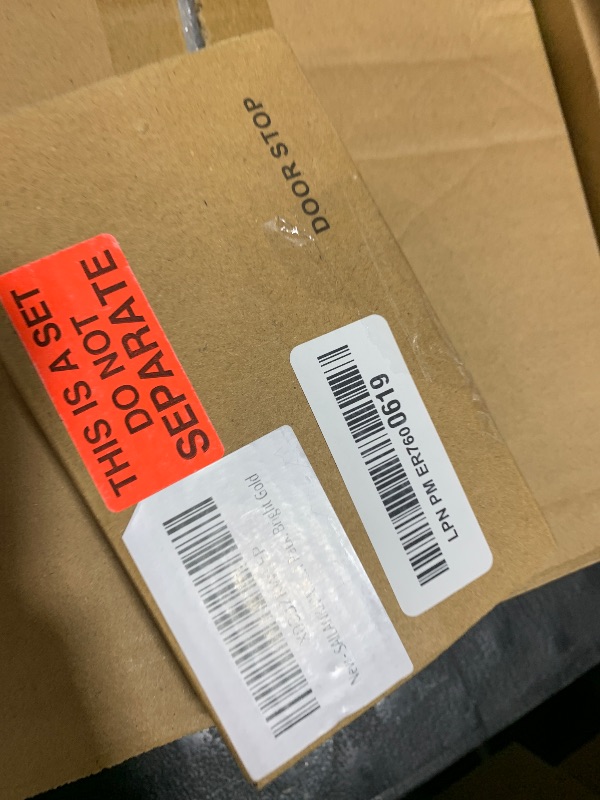 DOOR STOP
THIS IS A SET
DO NOT
SEPARATE
LPN PM ER7600619
Bright Gold